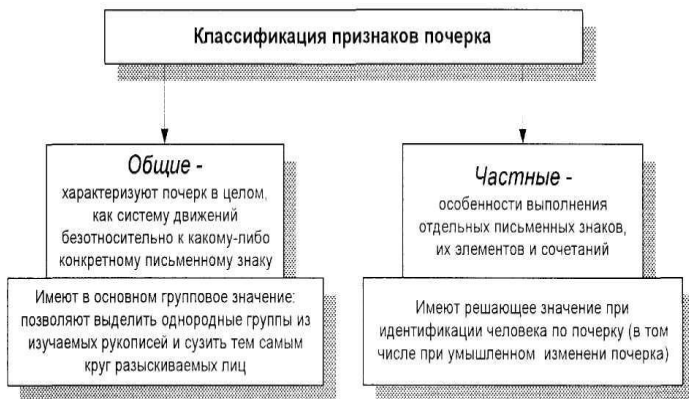 Классификация признаков почерка
Общие -
характеризуют почерк в целом,
как систему движений
безотносительно к какому-либо
конкретному письменному знаку
Имеют в основном групповое значение:
позволяют выделить однородные группы из
изучаемых рукописей и сузить тем самым
круг разыскиваемых лиц
Частные -
особенности выполнения
отдельных письменных знаков,
их элементов и сочетаний
Имеют решающее значение при
идентификации человека по почерку (в том
числе при умышленном изменени почерка)